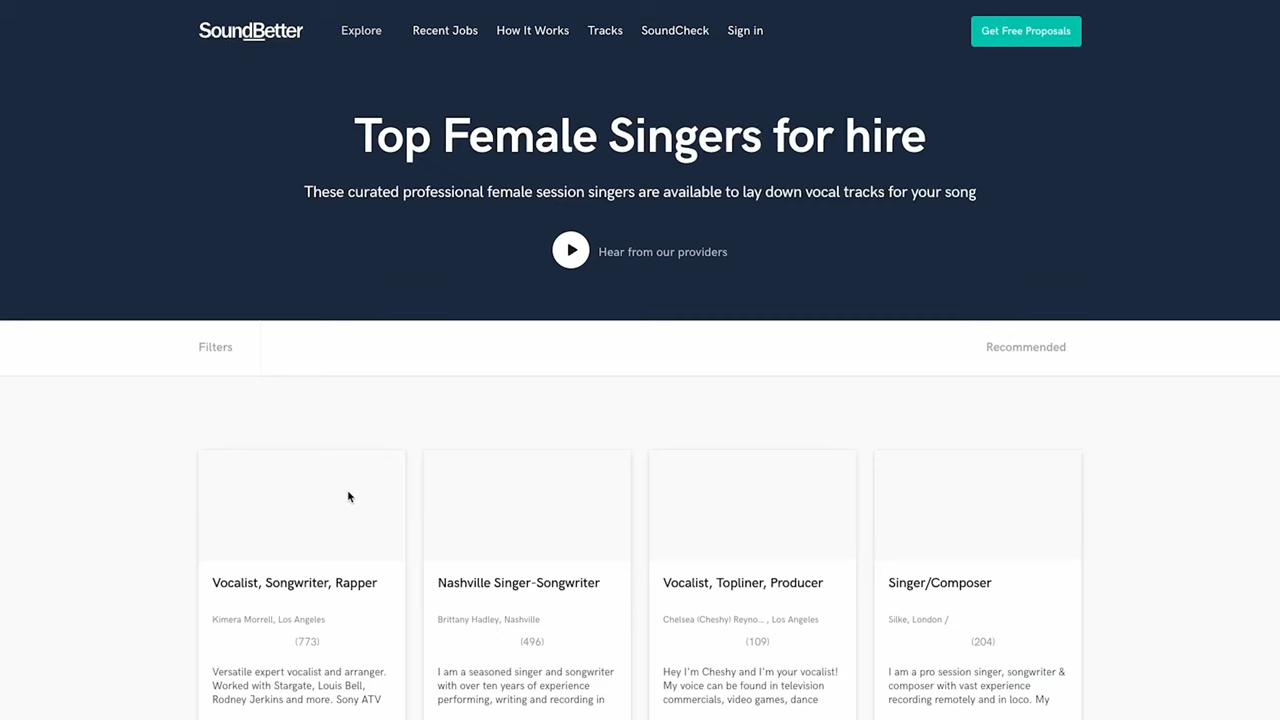 SoundBetter
Explore
Recent Jobs
How It Works
Tracks
SoundCheck
Sign in
Get Free Proposals
Top Female Singers for hire
These curated professional female session singers are available to lay down vocal tracks for your song
Hear from our providers
Filters
Recommended
Vocalist, Songwriter, Rapper
Kimera Morrell, Los Angeles
(773)
Versatile expert vocalist and arranger.
Worked with Stargate, Louis Bell,
Rodney Jerkins and more. Sony ATV
Nashville Singer-Songwriter
Brittany Hadley, Nashville
(496)
I am a seasoned singer and songwriter
with over ten years of experience
performing, writing and recording in
Vocalist, Topliner, Producer
Chelsea (Cheshy) Reyno... , Los Angeles
(109)
Hey I'm Cheshy and I'm your vocalist!
My voice can be found in television
commercials, video games, dance
Singer/Composer
Silke, London /
(204)
I am a pro session singer, songwriter &
composer with vast experience
recording remotely and in loco. My